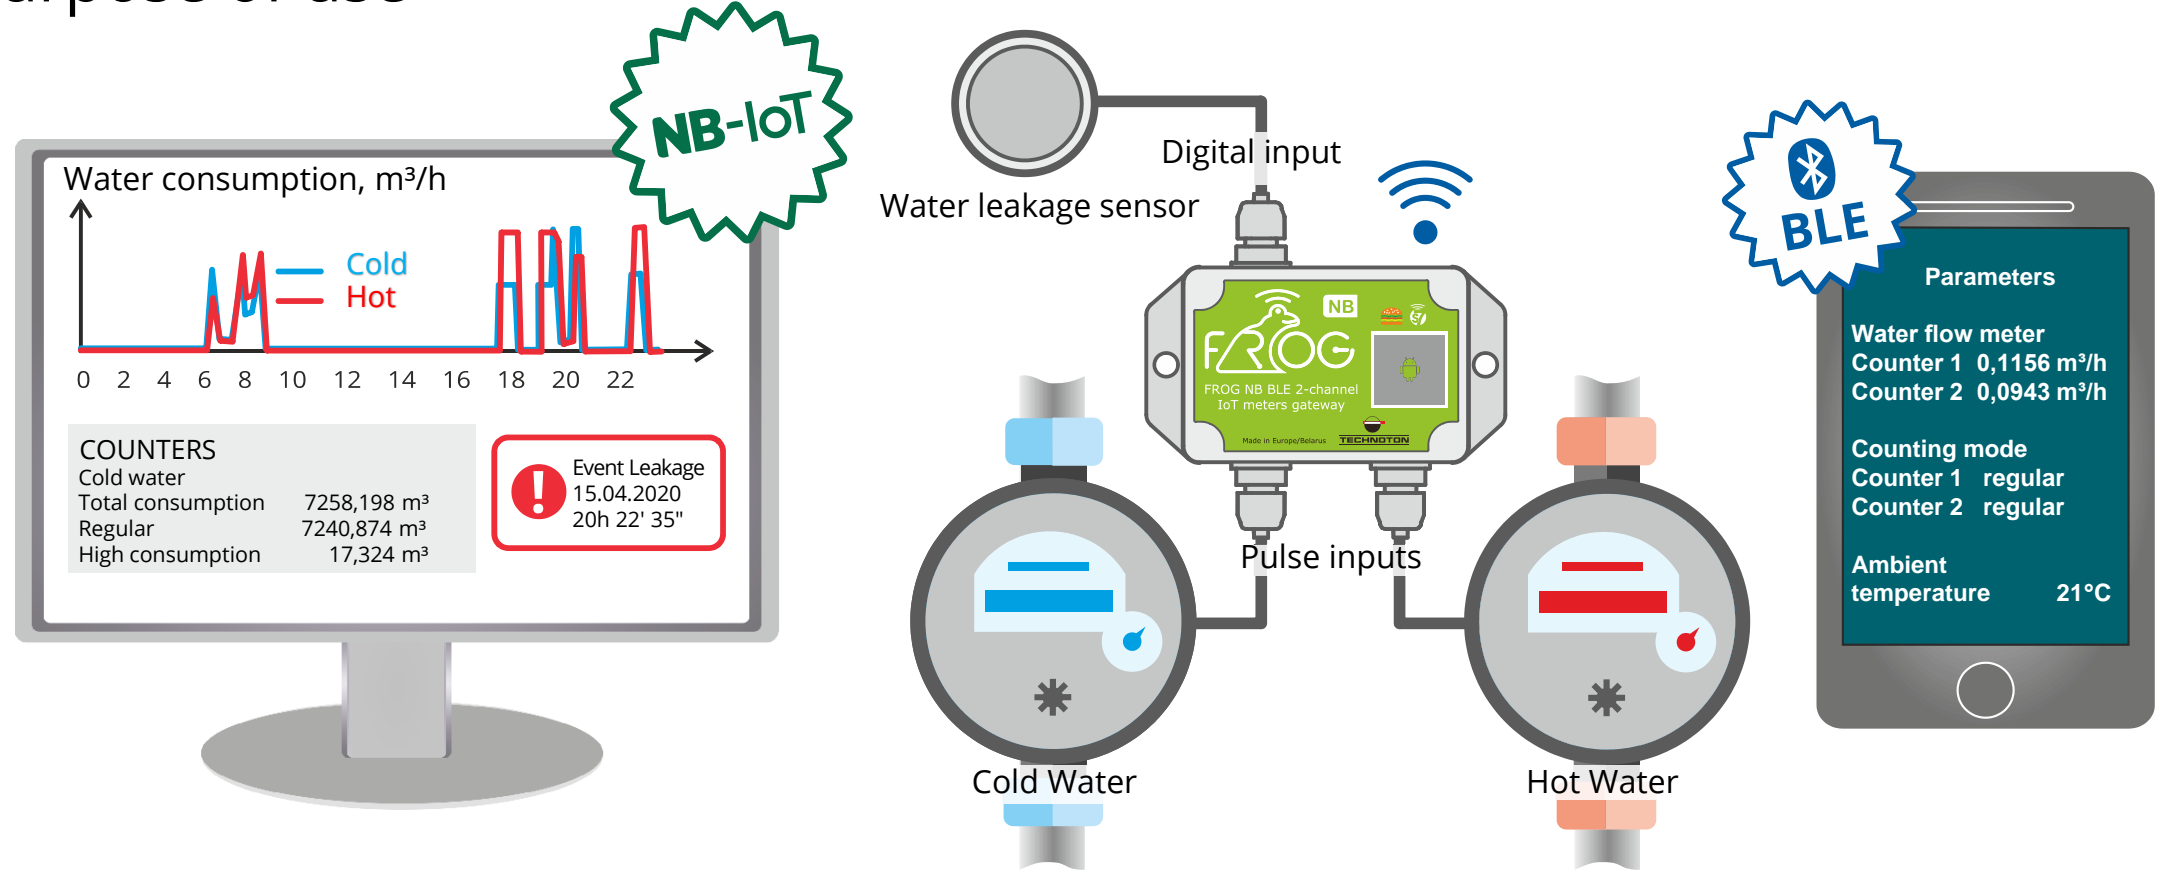 urpose of use
NB-IoT
Water consumption, m³/h
Cold
Hot
0 2 4 6 8 10 12 14 16 18 20 22
COUNTERS
Cold water
Total consumption 7258,198 m³
Regular 7240,874 m³
High consumption 17,324 m³
Event Leakage
15.04.2020
20h 22' 35"
Digital input
Water leakage sensor
NB
FROG
FROG NB BLE 2-channel
IoT meters gateway
Made in Europe/Belarus TECHNOTON
Pulse inputs
Cold Water
Hot Water
BLE
Parameters
Water flow meter
Counter 1 0,1156 m³/h
Counter 2 0,0943 m³/h
Counting mode
Counter 1 regular
Counter 2 regular
Ambient
temperature 21°C